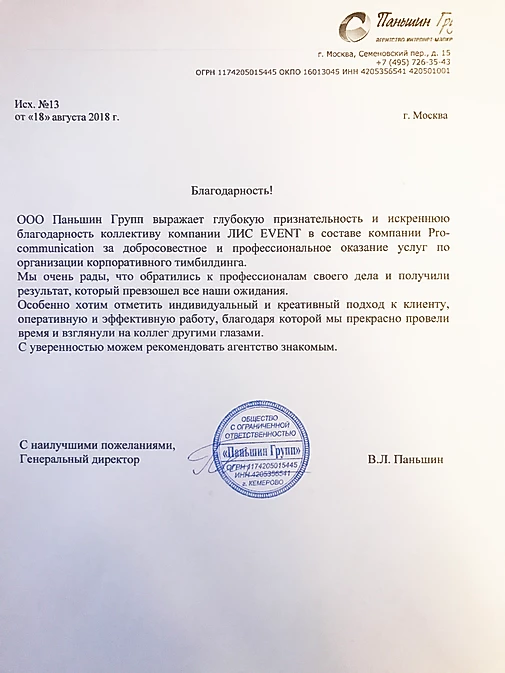 Паньшин Гр
АГЕНТСТВО ИНТЕРНЕТ-МАРКЕ
г. Москва, Семеновский пер., д. 15
+7 (495) 726-35-43
ОГРН 1174205015445 ОКПО 16013045 ИНН 4205356541 420501001
Исх. №13
от «18» августа 2018 г.
г. Москва
Благодарность!
ООО Паньшин Групп выражает глубокую признательность и искреннюю
благодарность коллективу компании ЛИС EVENT в составе компании Pro-
communication за добросовестное и профессиональное оказание услуг по
организации корпоративного тимбилдинга.
Мы очень рады, что обратились к профессионалам своего дела и получили
результат, который превзошел все наши ожидания.
Особенно хотим отметить индивидуальный и креативный подход к клиенту,
оперативную и эффективную работу, благодаря которой мы прекрасно провели
время и взглянули на коллег другими глазами.
С уверенностью можем рекомендовать агентство знакомым.
С наилучшими пожеланиями,
Генеральный директор
ОБЩЕСТВО
С ОГРАНИЧЕННОЙ
ОТВЕТСТВЕННОСТЬЮ
«Паньшин Групп»
ОГРН 1174205015445
ИНН 4205356541
г. КЕМЕРОВО
В.Л. Паньшин